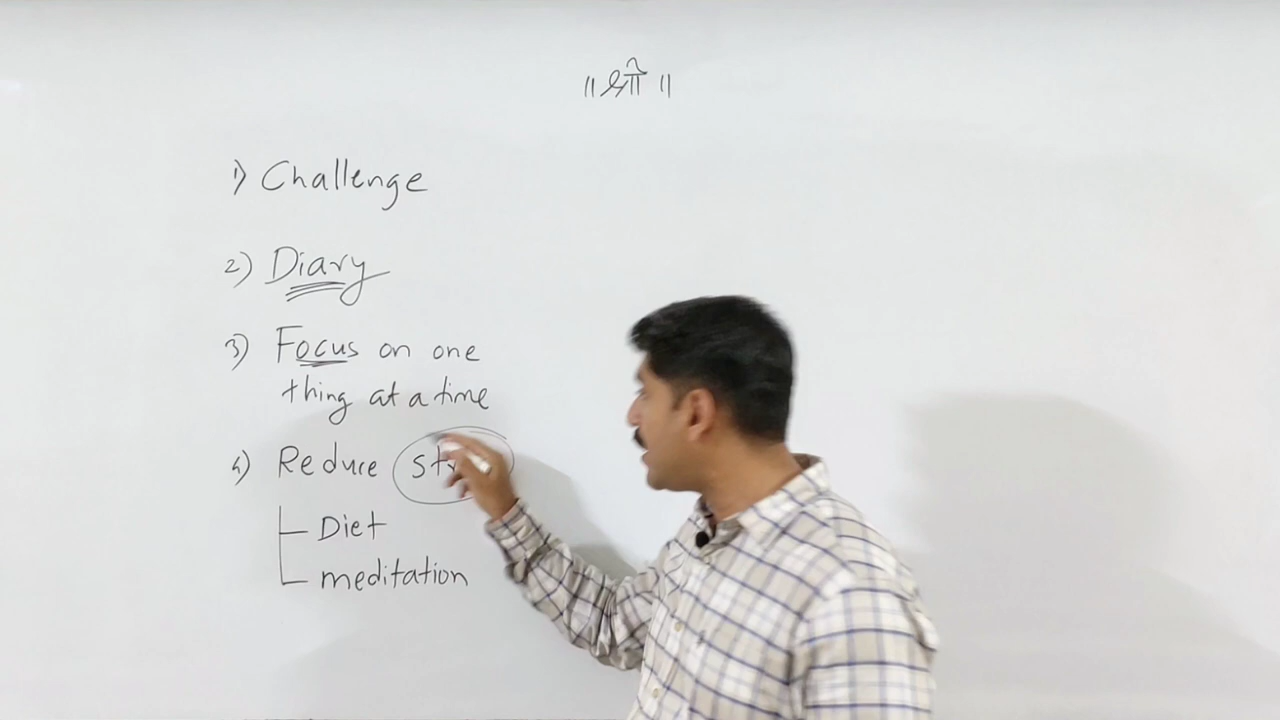 ॥ श्री ॥
1) Challenge
2) Diary
3) Focus on one
thing at a time
4) Reduce
Diet
meditation